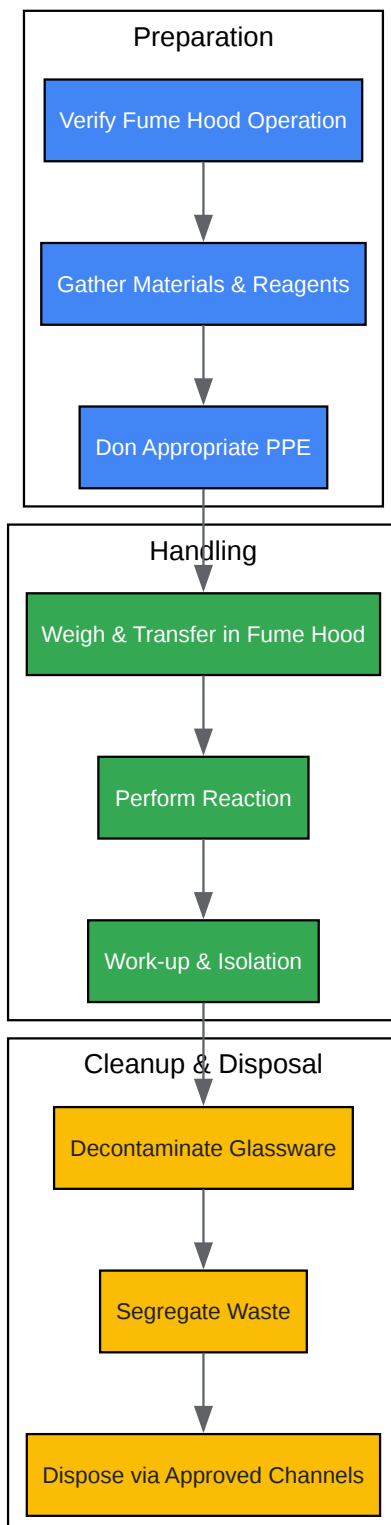 Preparation
Verify Fume Hood Operation
Gather Materials & Reagents
Don Appropriate PPE
Handling
Weigh & Transfer in Fume Hood
Perform Reaction
Work-up & Isolation
Cleanup & Disposal
Decontaminate Glassware
Segregate Waste
Dispose via Approved Channels